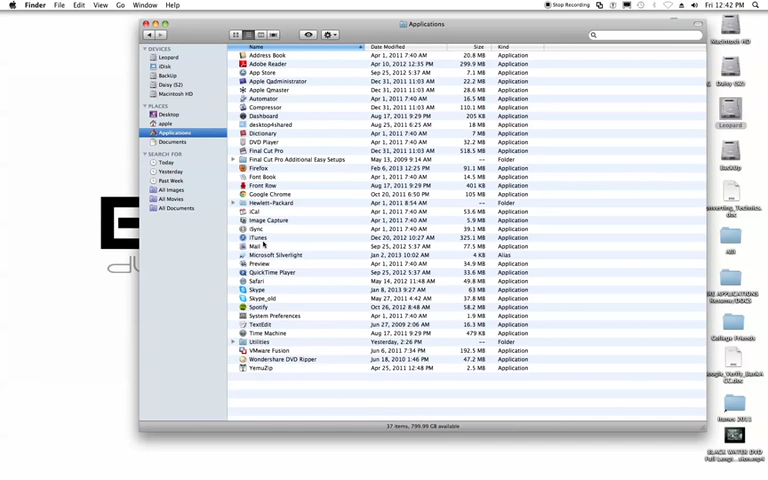 Finder File Edit View Go Window Help
Stop Recording
Fri 12:42 PM
Applications
Name Date Modified Size Kind
DEVICES
Leopard
iDisk
BackUp
Daisy (S2)
Macintosh HD
PLACES
Desktop
apple
Applications
Documents
SEARCH FOR
Today
Yesterday
Past Week
All Images
All Movies
All Documents
Address Book Apr 1, 2011 7:40 AM 20.8 MB Application
Adobe Reader Apr 10, 2012 12:35 PM 299.9 MB Application
App Store Sep 25, 2012 5:37 AM 7.1 MB Application
Apple Qadministrator Dec 31, 2011 11:03 AM 22.2 MB Application
Apple Qmaster Dec 31, 2011 11:03 AM 28.6 MB Application
Automator Apr 1, 2011 7:40 AM 16.5 MB Application
Compressor Dec 31, 2011 11:03 AM 110.1 MB Application
Dashboard Aug 17, 2011 9:29 PM 205 KB Application
desktop4shared Aug 25, 2011 6:25 AM 18 MB Application
Dictionary Apr 1, 2011 7:40 AM 7 MB Application
DVD Player Apr 1, 2011 7:40 AM 32.2 MB Application
Final Cut Pro Dec 31, 2011 11:03 AM 518.5 MB Application
Final Cut Pro Additional Easy Setups May 13, 2009 9:14 AM -- Folder
Firefox Feb 6, 2013 12:25 PM 91.1 MB Application
Font Book Apr 1, 2011 7:40 AM 14.5 MB Application
Front Row Aug 17, 2011 9:29 PM 401 KB Application
Google Chrome Oct 20, 2011 6:50 PM 105 MB Application
Hewlett-Packard Apr 1, 2011 8:54 AM -- Folder
iCal Apr 1, 2011 7:40 AM 53.6 MB Application
Image Capture Apr 1, 2011 7:40 AM 5.9 MB Application
iSync Apr 1, 2011 7:40 AM 39.1 MB Application
iTunes Dec 20, 2012 10:27 AM 325.1 MB Application
Mail Sep 25, 2012 5:37 AM 77.5 MB Application
Microsoft Silverlight Jan 2, 2013 10:02 AM 4 KB Alias
Preview Apr 1, 2011 7:40 AM 34.9 MB Application
QuickTime Player Sep 25, 2012 5:37 AM 33.6 MB Application
Safari May 14, 2012 11:48 AM 49.8 MB Application
Skype Jan 8, 2013 9:27 AM 63 MB Application
Skype_old May 27, 2011 4:42 AM 37.8 MB Application
Spotify Oct 26, 2012 8:48 AM 58.2 MB Application
System Preferences Apr 1, 2011 7:40 AM 1.9 MB Application
TextEdit Jun 27, 2009 2:06 AM 16.3 MB Application
Time Machine Aug 17, 2011 9:29 PM 479 KB Application
Utilities Yesterday, 2:26 PM -- Folder
VMware Fusion Jun 6, 2011 7:34 PM 192.5 MB Application
Wondershare DVD Ripper Jun 18, 2010 1:46 PM 47.2 MB Application
YemuZip Apr 25, 2011 12:48 PM 2.5 MB Application
37 items, 799.99 GB available
Macintosh HD
Daisy (S2)
Leopard
BackUp
College Friends
itunes 2011
BLACK WATER DVD